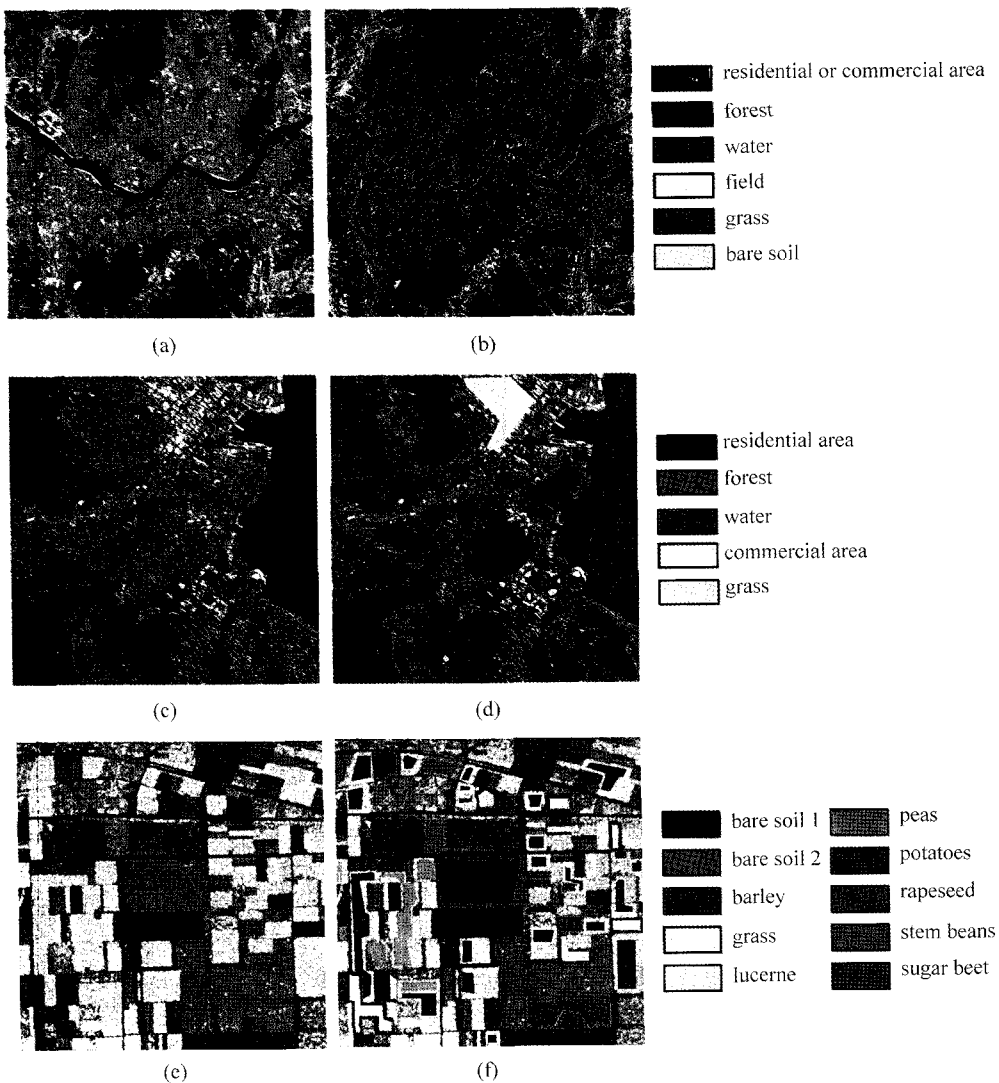 residential or commercial area
forest
water
field
grass
bare soil
(a)
(b)
residential area
forest
water
commercial area
grass
(c)
(d)
bare soil 1
peas
bare soil 2
potatoes
barley
rapeseed
grass
stem beans
lucerne
sugar beet
(e)
(f)